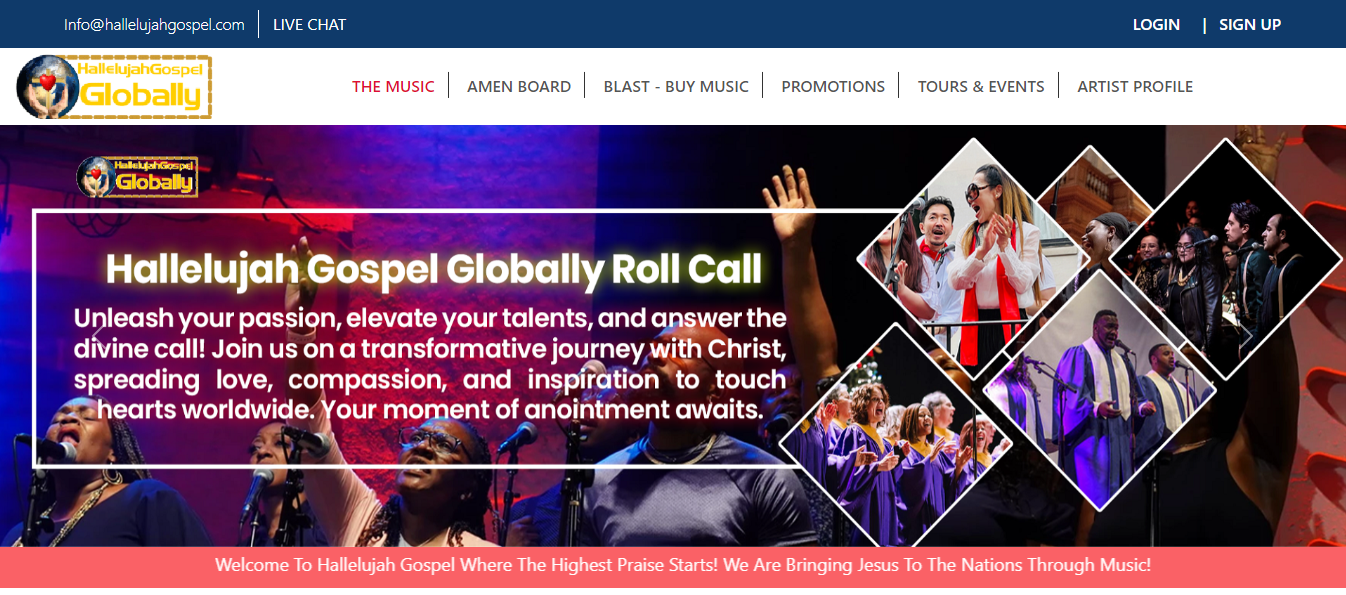 Info@hallelujahgospel.com
LIVE CHAT
LOGIN | SIGN UP
HallelujahGospel
Globally
THE MUSIC
AMEN BOARD
BLAST - BUY MUSIC
PROMOTIONS
TOURS & EVENTS
ARTIST PROFILE
HallelujahGospel
Globally
Hallelujah Gospel Globally Roll Call
Unleash your passion, elevate your talents, and answer the
divine call! Join us on a transformative journey with Christ,
spreading love, compassion, and inspiration to touch
hearts worldwide. Your moment of anointment awaits.
Welcome To Hallelujah Gospel Where The Highest Praise Starts! We Are Bringing Jesus To The Nations Through Music!